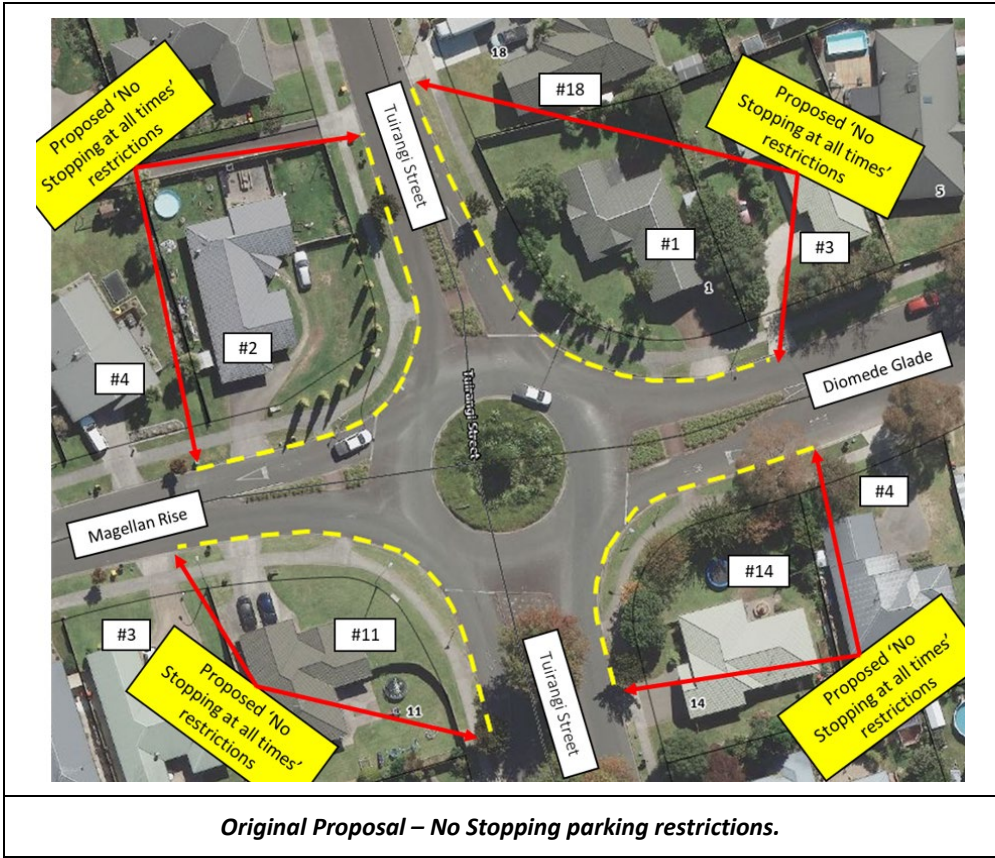 18
#18
Proposed 'No
Stopping at all times'
restrictions
Tuirangi Street
Proposed 'No
Stopping at all times'
restrictions
5
#1
#3
1
#2
#4
Diomede Glade
Tuirangi Street
#4
Magellan Rise
#14
#3
#11
Proposed 'No
Stopping at all times'
restrictions
11
Tuirangi Street
14
Proposed 'No
Stopping at all times'
restrictions
Original Proposal – No Stopping parking restrictions.